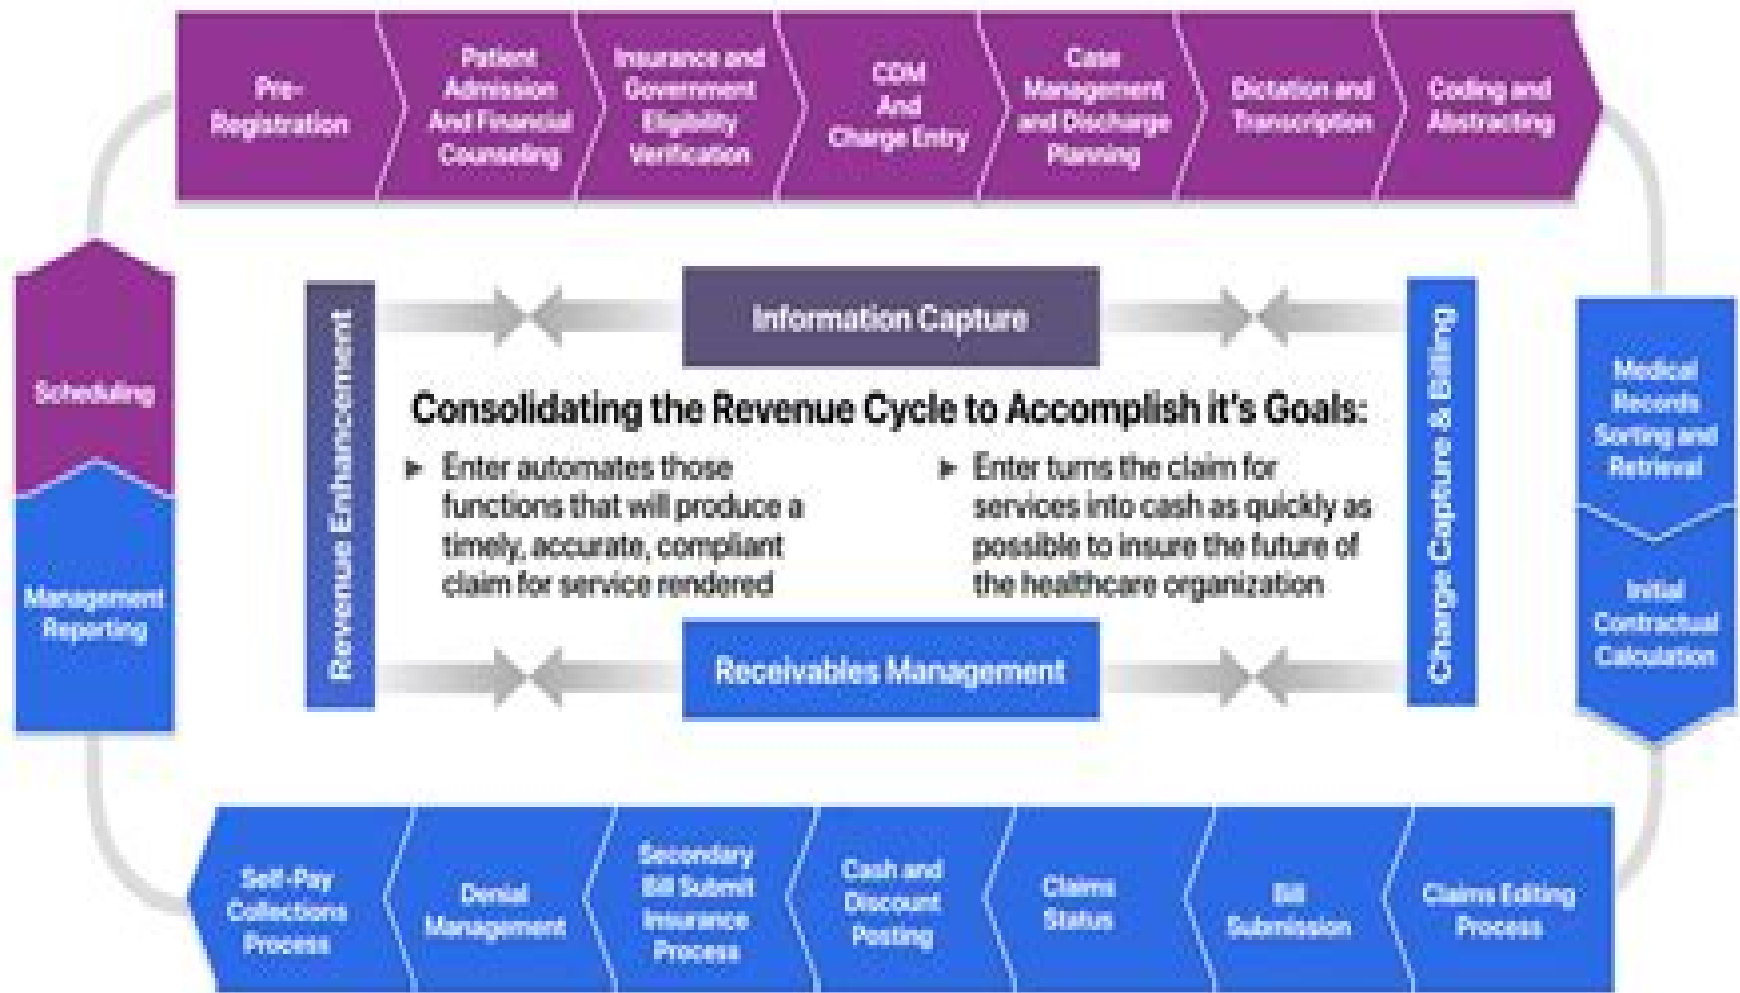 Pre-
Registration
Patient
Admission
And Financial
Counseling
Insurance and
Government
Eligibility
Verification
CDM
And
Charge Entry
Case
Management
and Discharge
Planning
Dictation and
Transcription
Coding and
Abstracting
Scheduling
Management
Reporting
Revenue Enhancement
Information Capture
Consolidating the Revenue Cycle to Accomplish it's Goals:
► Enter automates those
functions that will produce a
timely, accurate, compliant
claim for service rendered
► Enter turns the claim for
services into cash as quickly as
possible to insure the future of
the healthcare organization
Receivables Management
Charge Capture & Billing
Medical
Records
Sorting and
Retrieval
Initial
Contractual
Calculation
Self-Pay
Collections
Process
Denial
Management
Secondary
Bill Submit
Insurance
Process
Cash and
Discount
Posting
Claims
Status
Bill
Submission
Claims Editing
Process